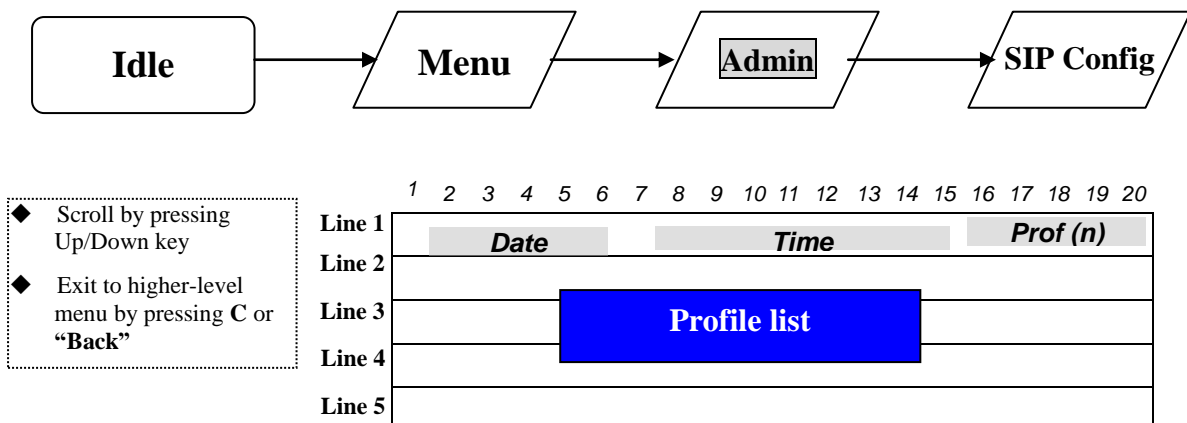 Idle
Menu
Admin
SIP Config
◆ Scroll by pressing
Up/Down key
◆ Exit to higher-level
menu by pressing C or
“Back”
1 2 3 4 5 6 7 8 9 10 11 12 13 14 15 16 17 18 19 20
Line 1
Date Time Prof (n)
Line 2
Line 3
Profile list
Line 4
Line 5